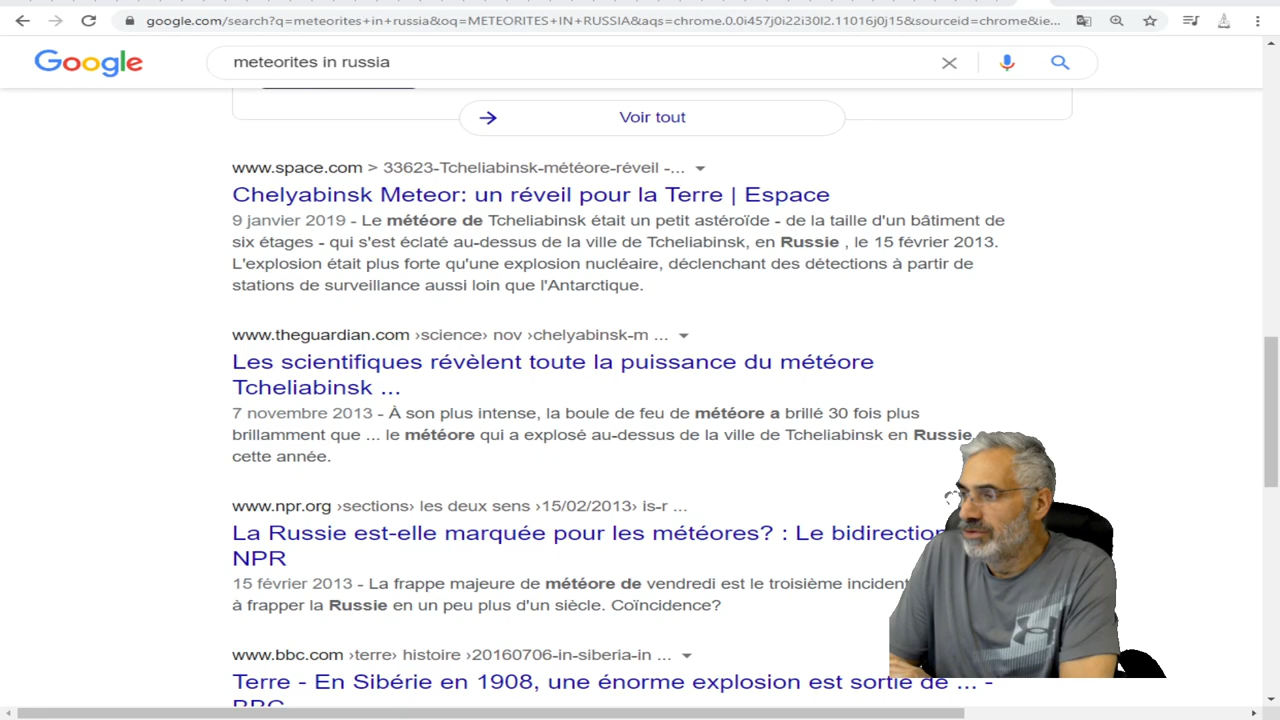 google.com/search?q=meteorites+in+russia&oq=METEORITES+IN+RUSSIA&aqs=chrome.0.0i457j0i22i30l2.11016j0j15&sourceid=chrome&ie...
Google
meteorites in russia
Voir tout
www.space.com > 33623-Tcheliabinsk-météore-réveil -...
Chelyabinsk Meteor: un réveil pour la Terre | Espace
9 janvier 2019 - Le météore de Tcheliabinsk était un petit astéroïde - de la taille d'un bâtiment de
six étages - qui s'est éclaté au-dessus de la ville de Tcheliabinsk, en Russie , le 15 février 2013.
L'explosion était plus forte qu'une explosion nucléaire, déclenchant des détections à partir de
stations de surveillance aussi loin que l'Antarctique.
www.theguardian.com ›science› nov ›chelyabinsk-m ...
Les scientifiques révèlent toute la puissance du météore
Tcheliabinsk ...
7 novembre 2013 - À son plus intense, la boule de feu de météore a brillé 30 fois plus
brillamment que ... le météore qui a explosé au-dessus de la ville de Tcheliabinsk en Russie
cette année.
www.npr.org ›sections› les deux sens ›15/02/2013› is-r ...
La Russie est-elle marquée pour les météores? : Le bidirection
NPR
15 février 2013 - La frappe majeure de météore de vendredi est le troisième incident
à frapper la Russie en un peu plus d'un siècle. Coïncidence?
www.bbc.com ›terre› histoire ›20160706-in-siberia-in ...
Terre - En Sibérie en 1908, une énorme explosion est sortie de ... -
BBC